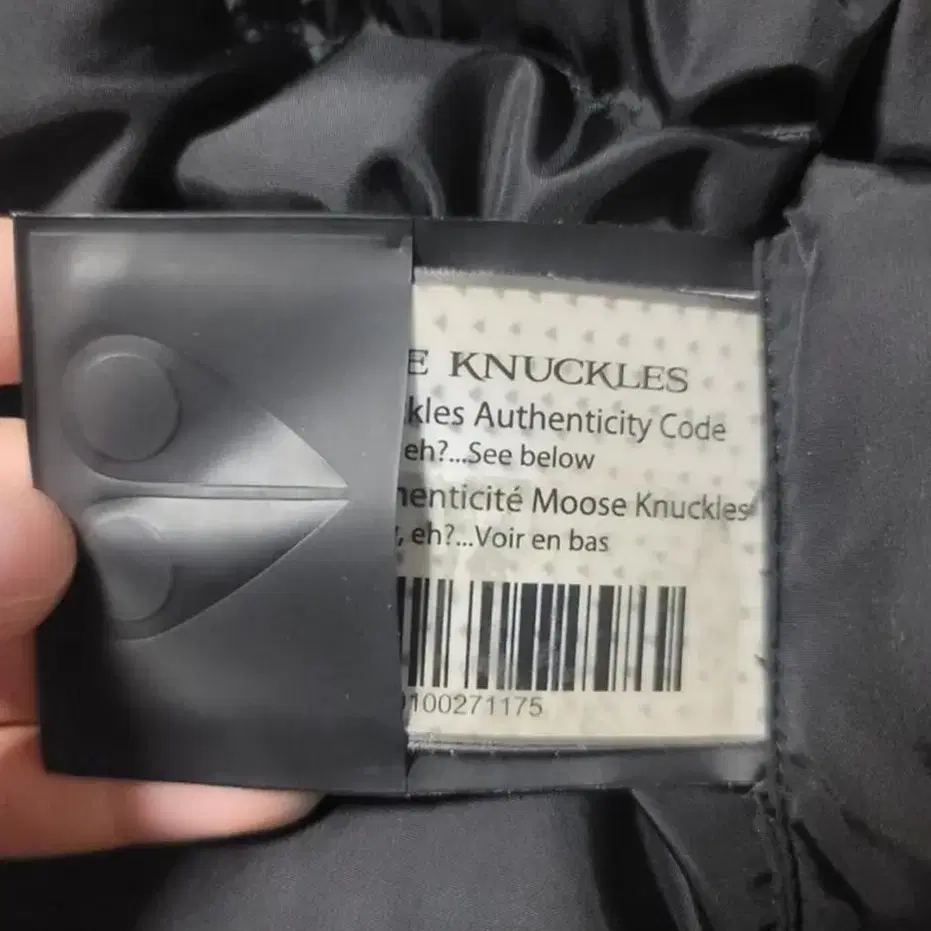 E KNUCKLES
kles Authenticity Code
eh?...See below
henticité Moose Knuckles
, eh?...Voir en bas
100271175